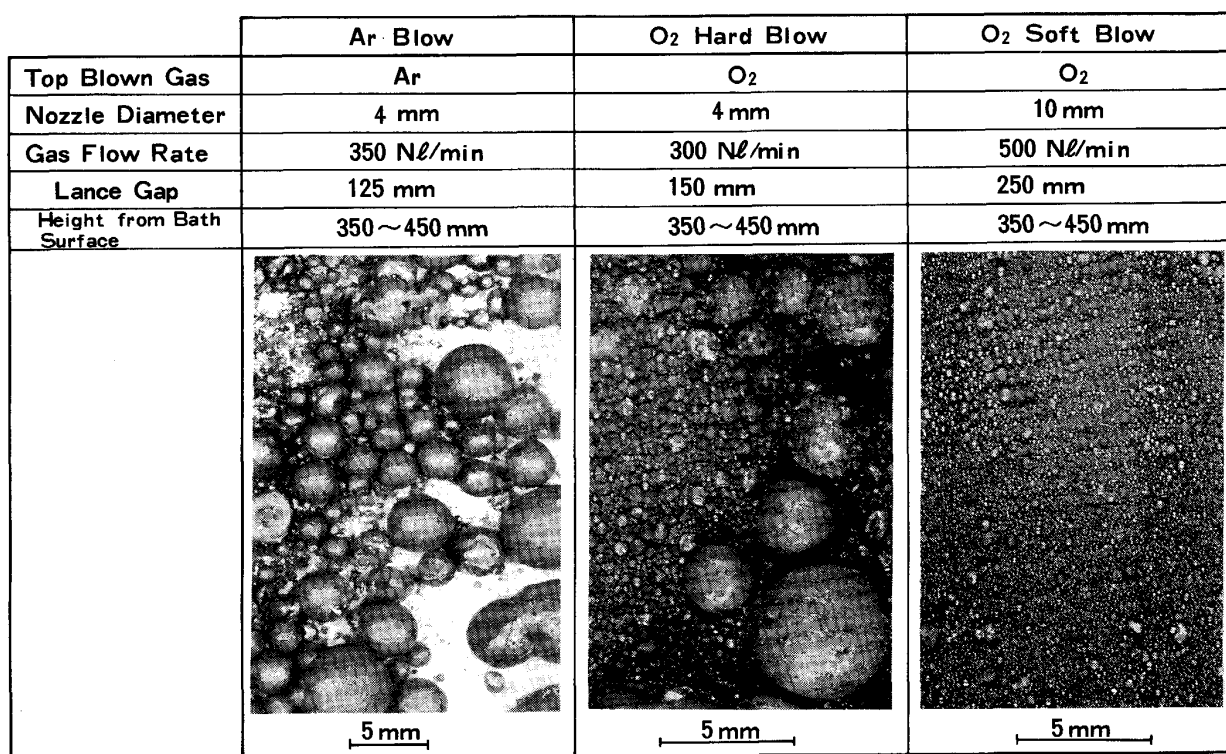 Ar Blow O₂ Hard Blow O₂ Soft Blow
Top Blown Gas Ar O₂ O₂
Nozzle Diameter 4 mm 4 mm 10 mm
Gas Flow Rate 350 Nℓ/min 300 Nℓ/min 500 Nℓ/min
Lance Gap 125 mm 150 mm 250 mm
Height from Bath
Surface 350～450 mm 350～450 mm 350～450 mm
5 mm 5 mm 5 mm